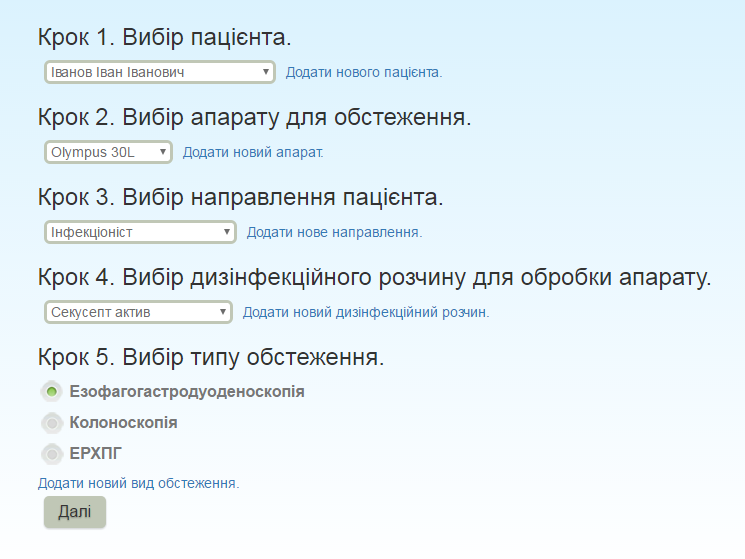 Крок 1. Вибір пацієнта.
Іванов Іван Іванович Додати нового пацієнта.
Крок 2. Вибір апарату для обстеження.
Olympus 30L Додати новий апарат.
Крок 3. Вибір направлення пацієнта.
Інфекціоніст Додати нове направлення.
Крок 4. Вибір дизінфекційного розчину для обробки апарату.
Секусепт актив Додати новий дизінфекційний розчин.
Крок 5. Вибір типу обстеження.
Езофагогастродуоденоскопія
Колоноскопія
ЕРХПГ
Додати новий вид обстеження.
Далі